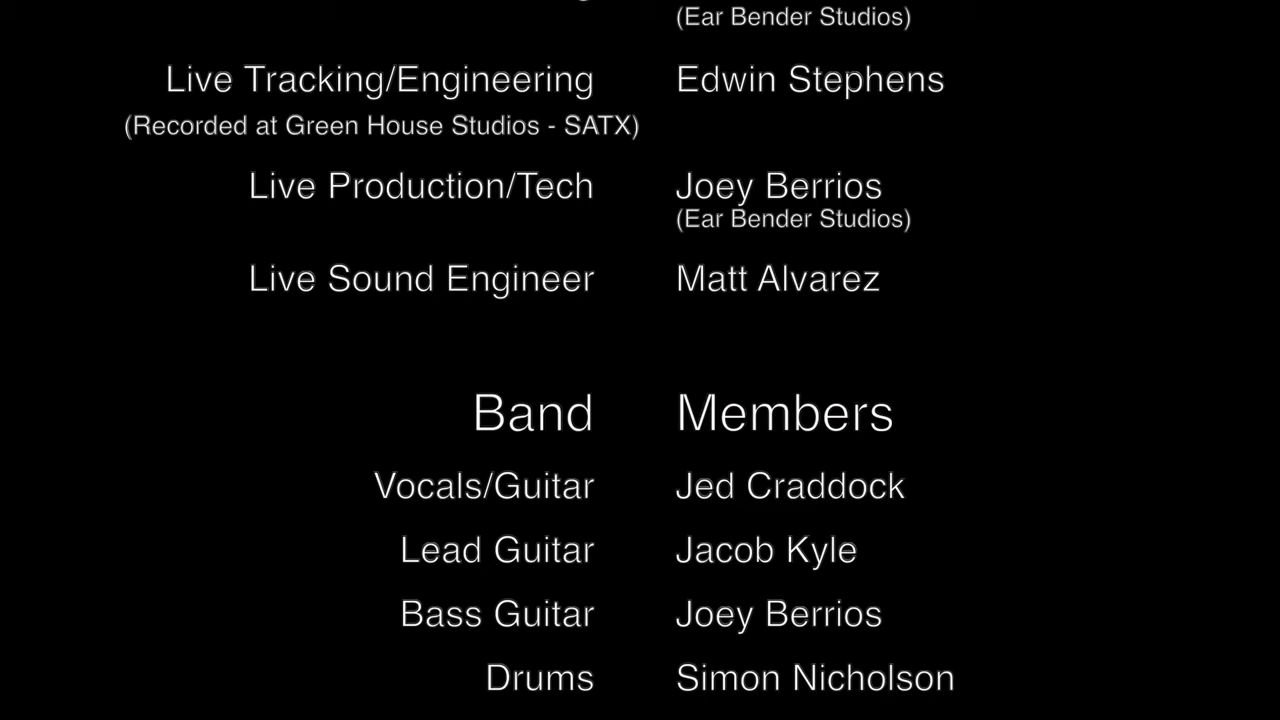 (Ear Bender Studios)
Live Tracking/Engineering Edwin Stephens
(Recorded at Green House Studios - SATX)
Live Production/Tech Joey Berrios
(Ear Bender Studios)
Live Sound Engineer Matt Alvarez
Band Members
Vocals/Guitar Jed Craddock
Lead Guitar Jacob Kyle
Bass Guitar Joey Berrios
Drums Simon Nicholson